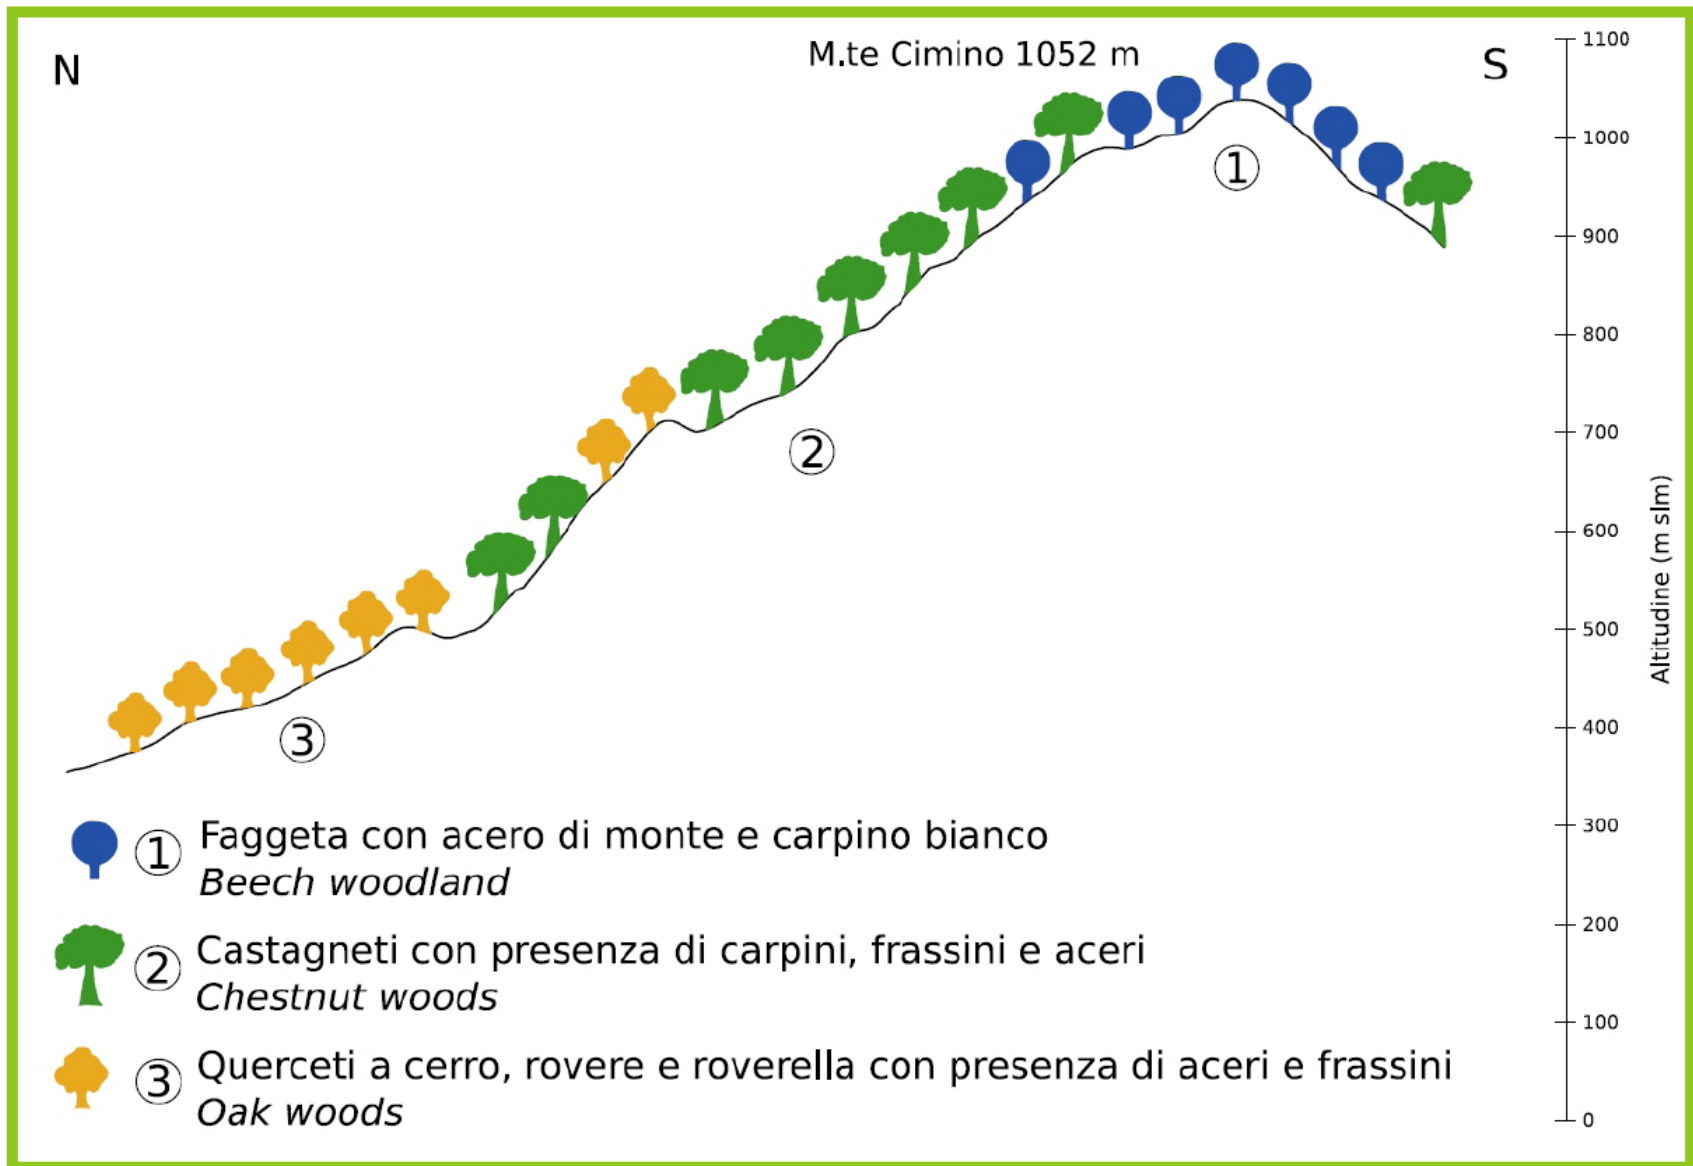 N
M.te Cimino 1052 m
S
1100
1000
900
800
700
600
500
400
300
200
100
0
Altitudine (m slm)
1
2
3
1 Faggeta con acero di monte e carpino bianco
Beech woodland
2 Castagneti con presenza di carpini, frassini e aceri
Chestnut woods
3 Querceti a cerro, rovere e roverella con presenza di aceri e frassini
Oak woods